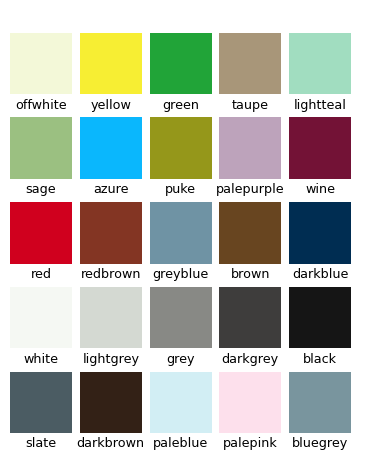 offwhite yellow green taupe lightteal
sage azure puke palepurple wine
red redbrown greyblue brown darkblue
white lightgrey grey darkgrey black
slate darkbrown paleblue palepink bluegrey